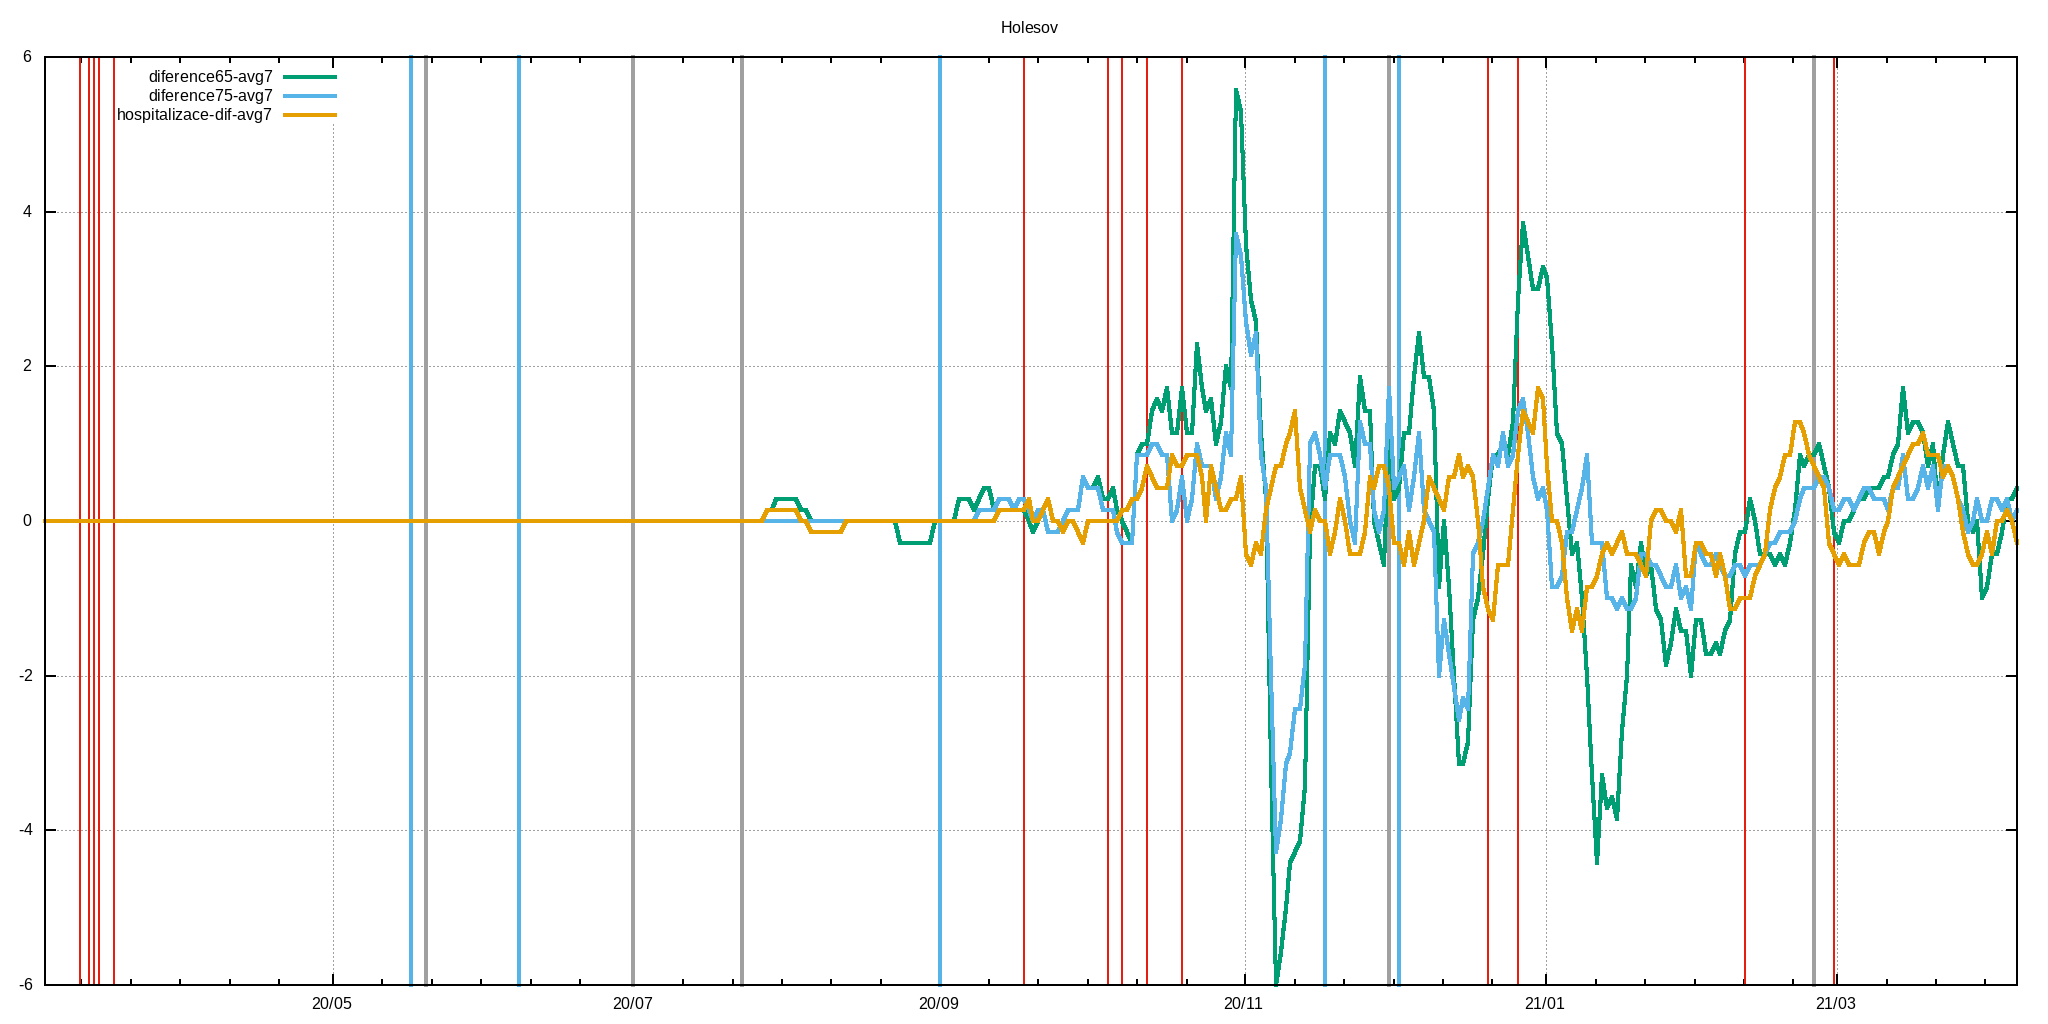 Holesov
6
diference65-avg7
diference75-avg7
hospitalizace-dif-avg7
4
2
0
-2
-4
-6
20/05 20/07 20/09 20/11 21/01 21/03